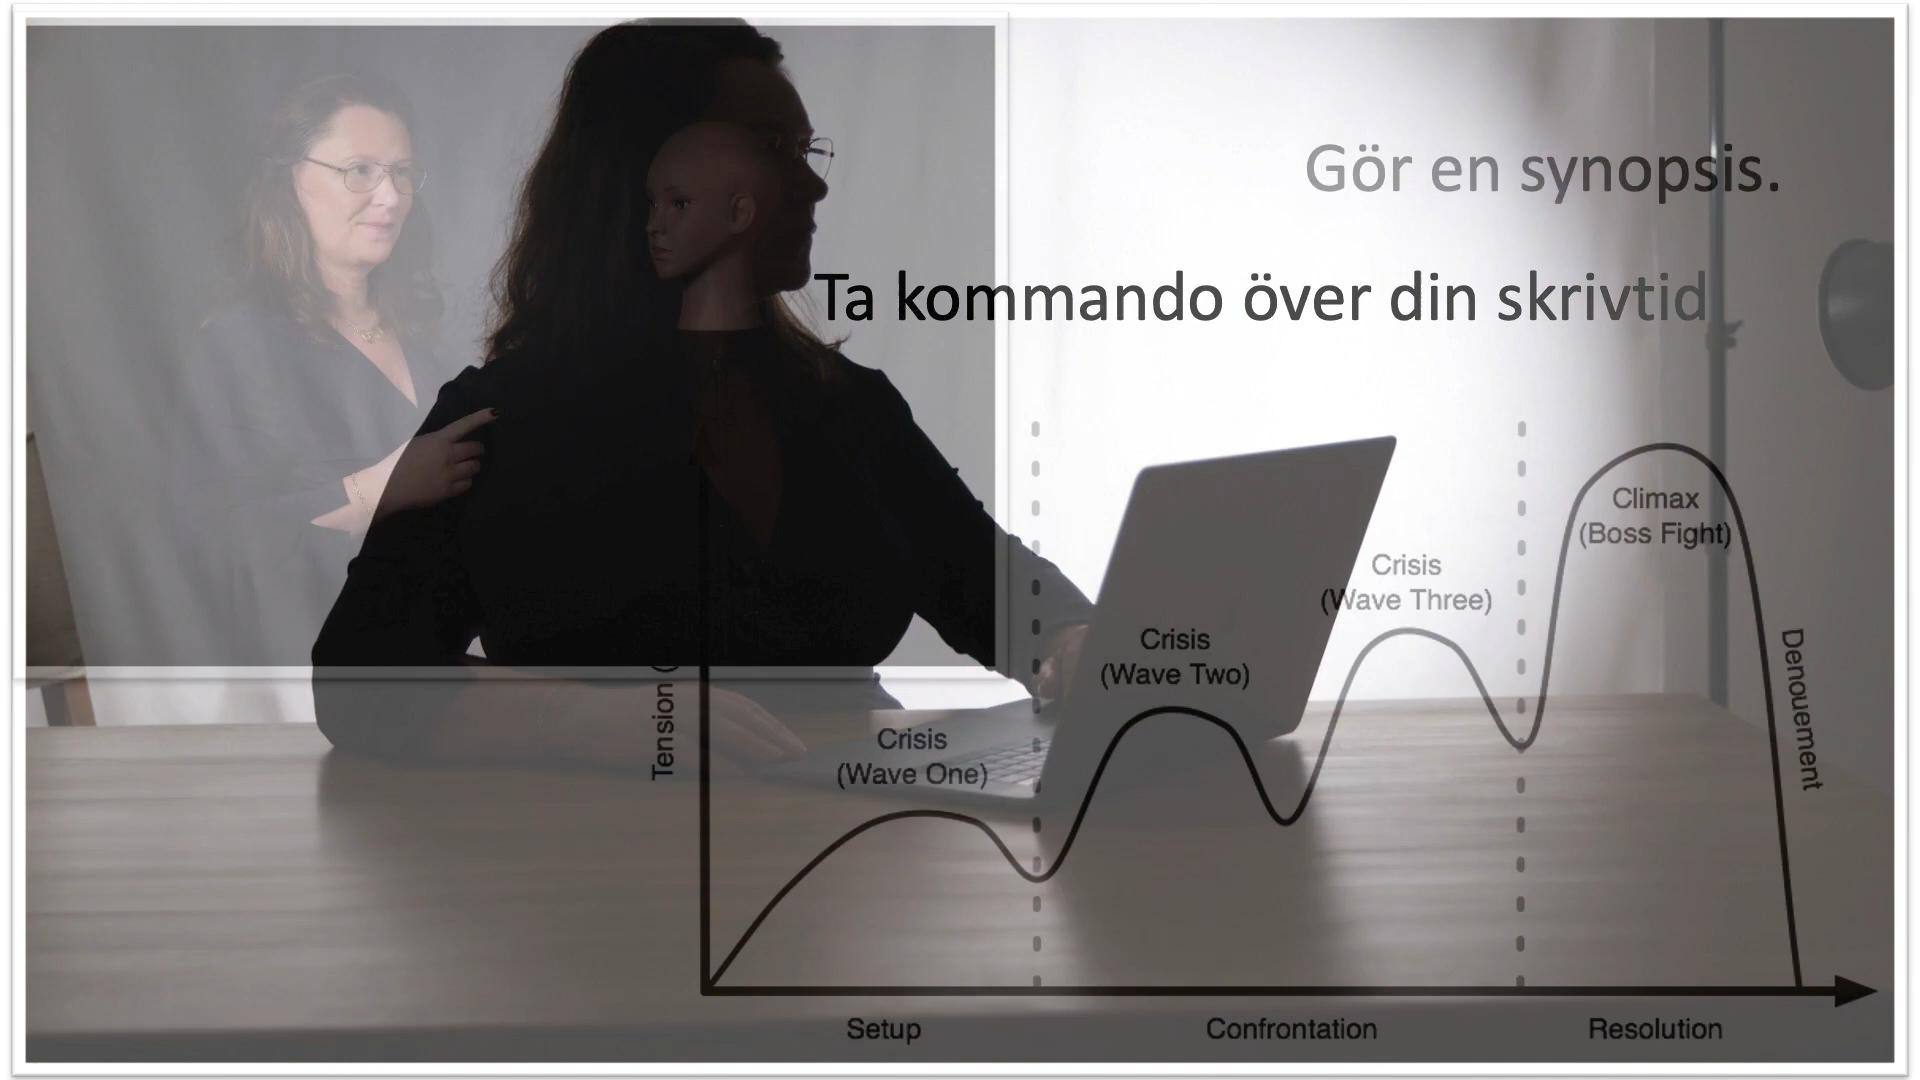 Gör en synopsis.
Ta kommando över din skrivtid
Climax
(Boss Fight)
Crisis
(Wave Three)
Crisis
(Wave Two)
Crisis
(Wave One)
Tension (
Denouement
Setup
Confrontation
Resolution